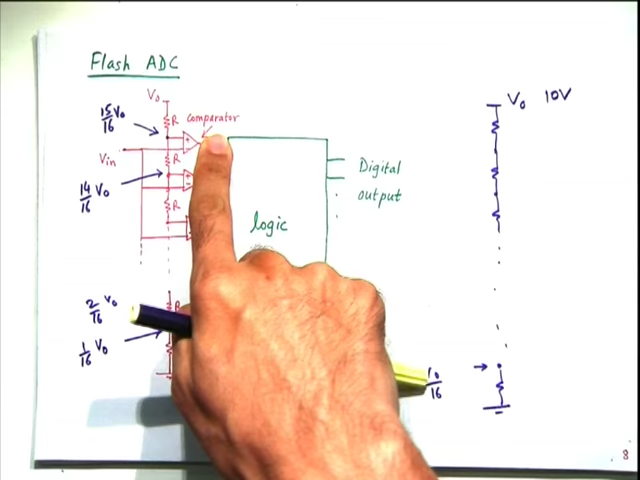 Flash ADC
V₀
15/16 V₀
R
comparator
V₀ 10V
Vin
R
14/16 V₀
R
Digital
output
logic
2/16 V₀
R
1/16 V₀
10/16
8